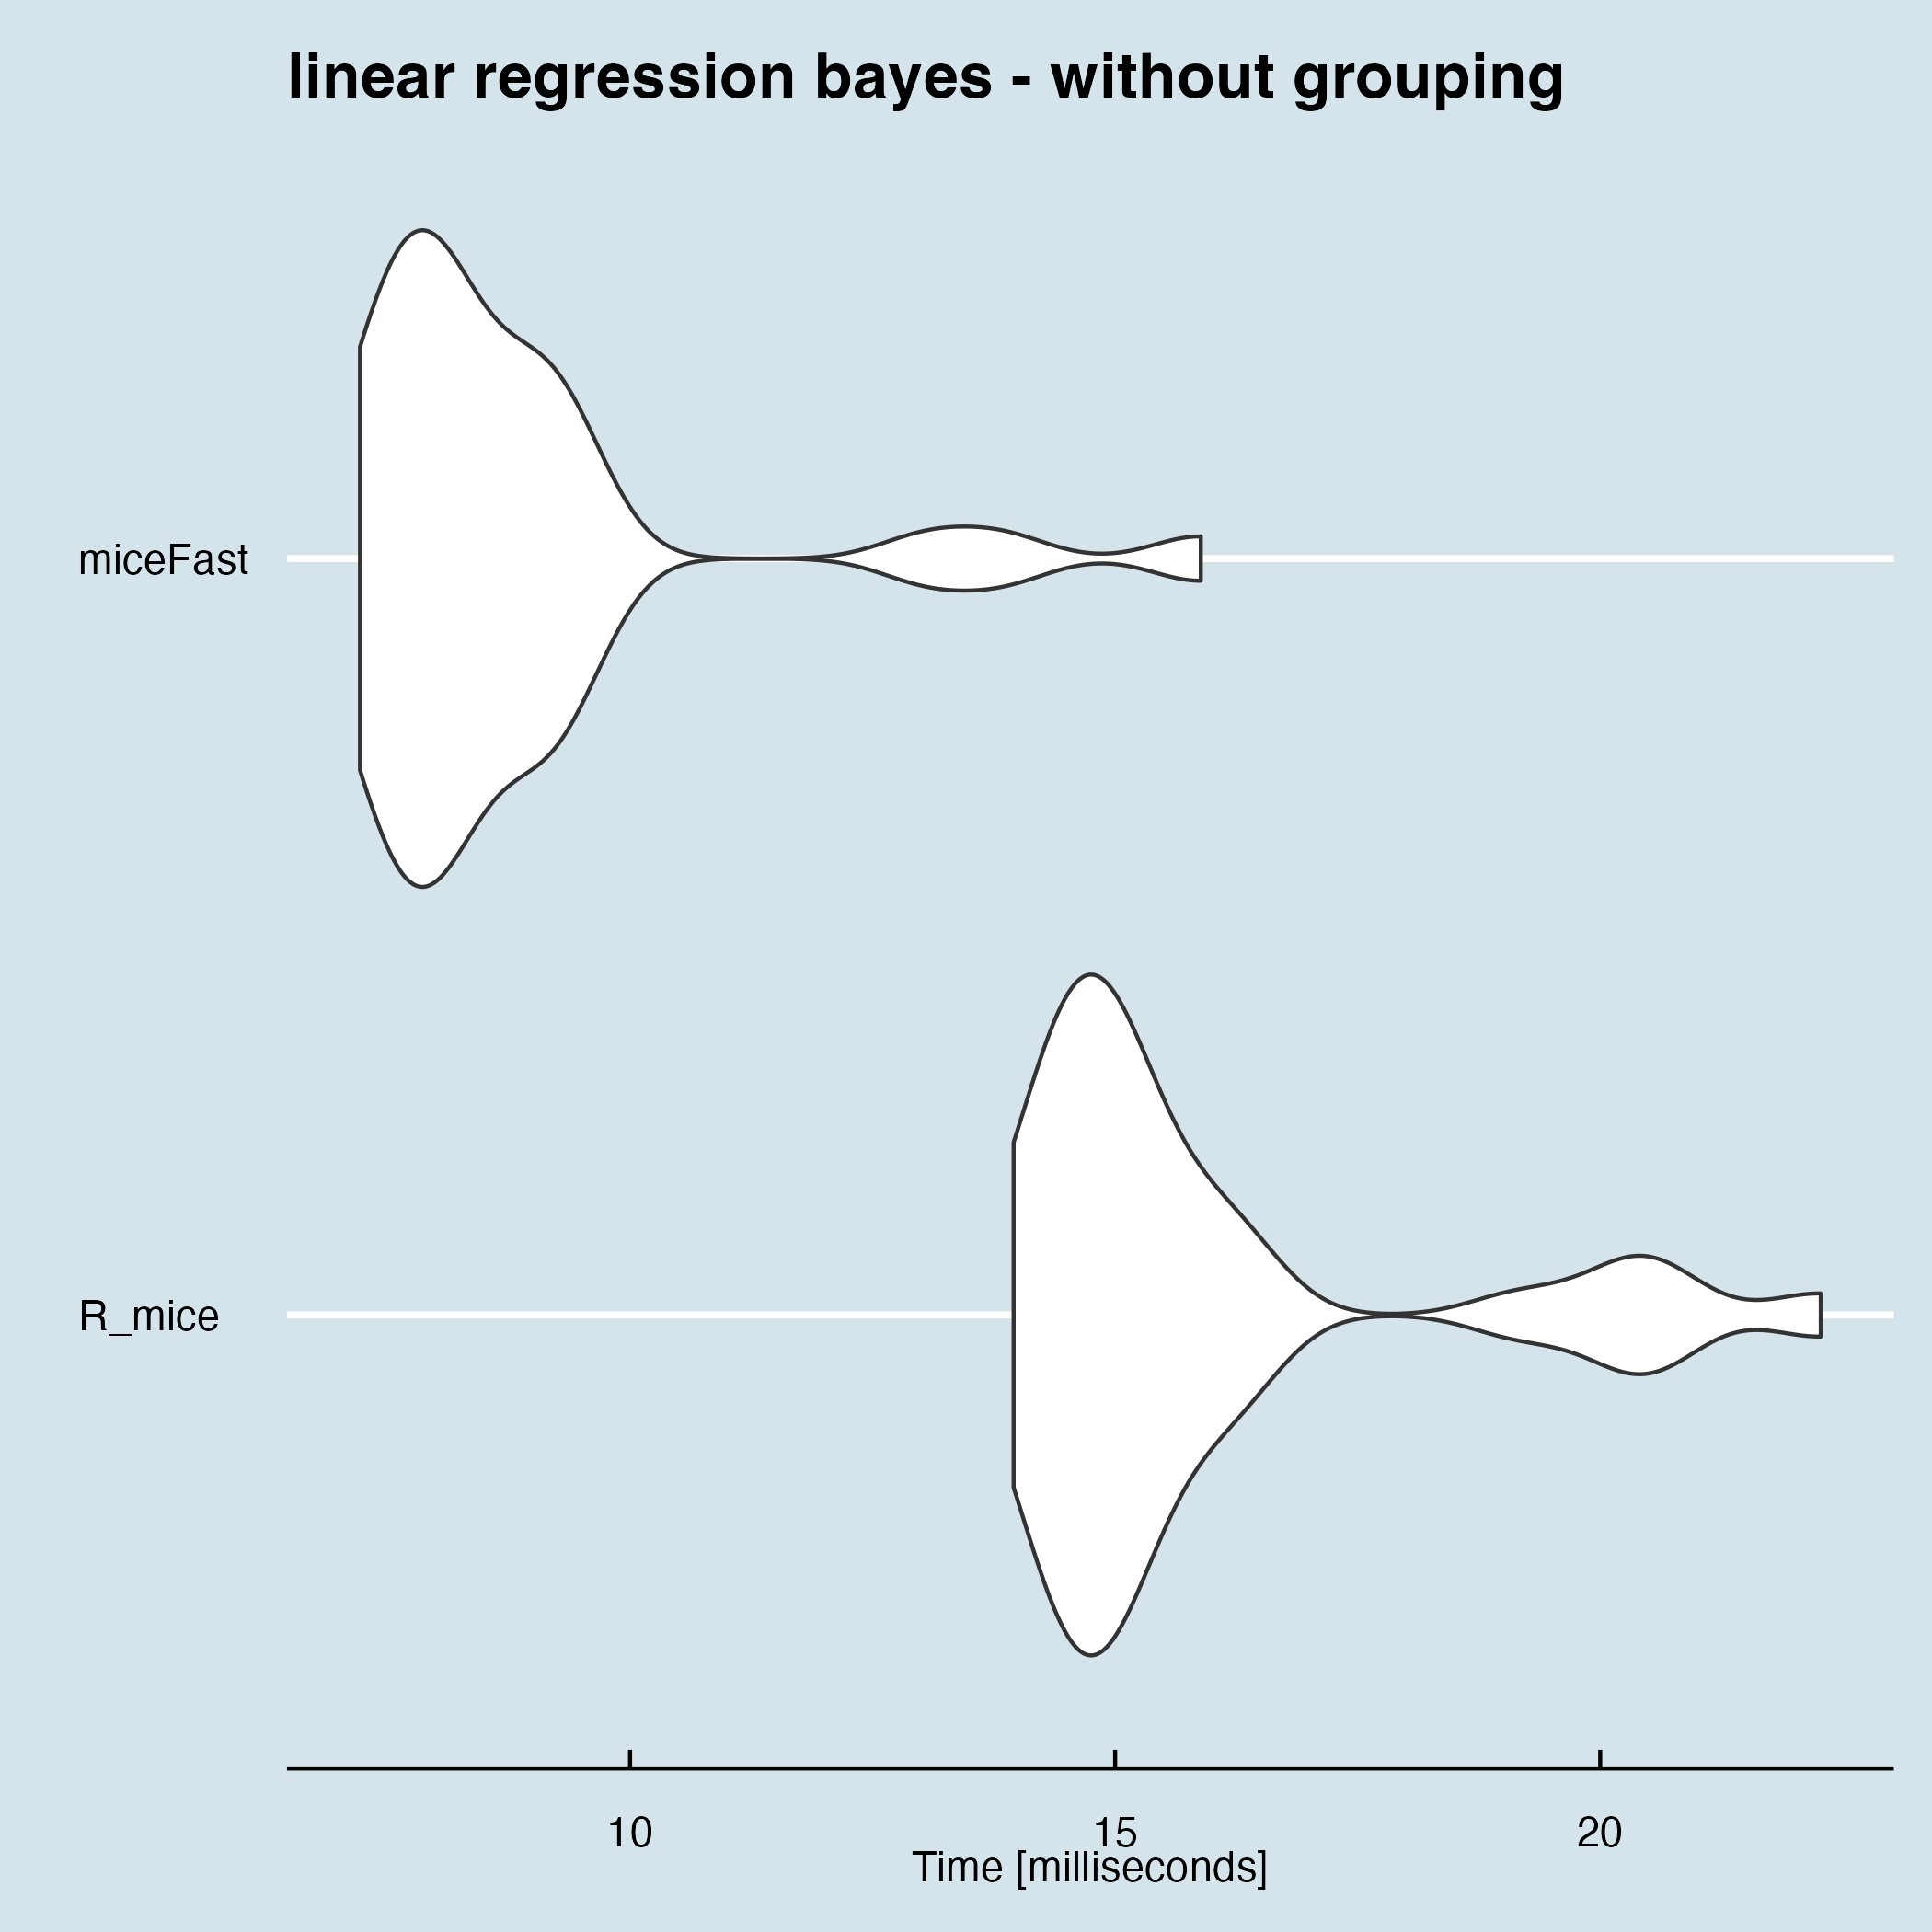 linear regression bayes - without grouping
miceFast
R_mice
10 15 20
Time [milliseconds]